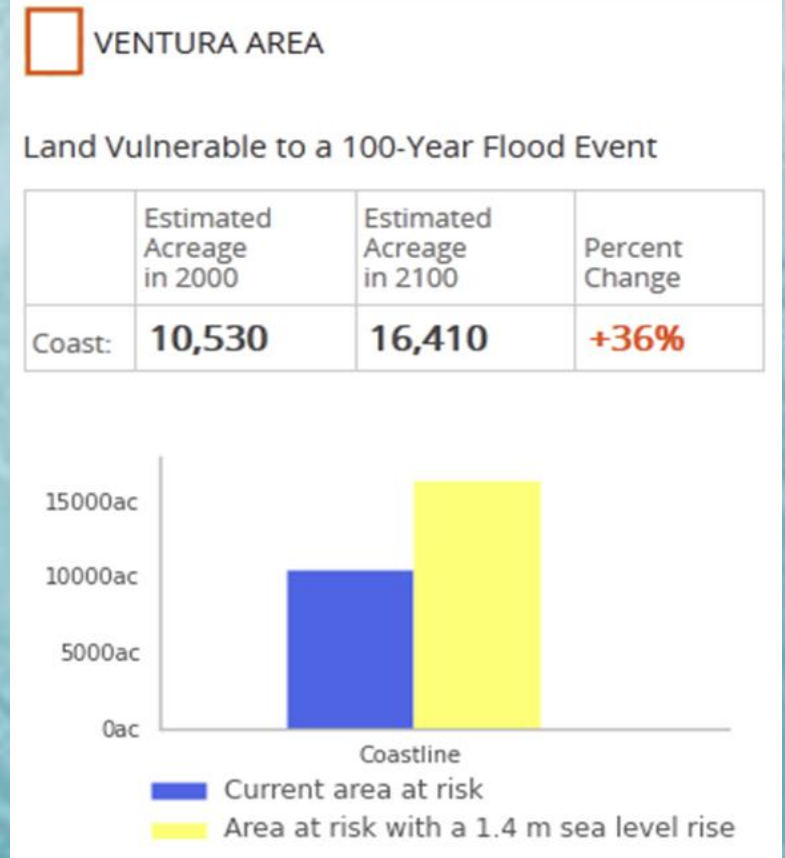 VENTURA AREA
Land Vulnerable to a 100-Year Flood Event
Estimated Acreage in 2000
Estimated Acreage in 2100
Percent Change
Coast: 10,530 16,410 +36%
15000ac
10000ac
5000ac
0ac
Coastline
Current area at risk
Area at risk with a 1.4 m sea level rise